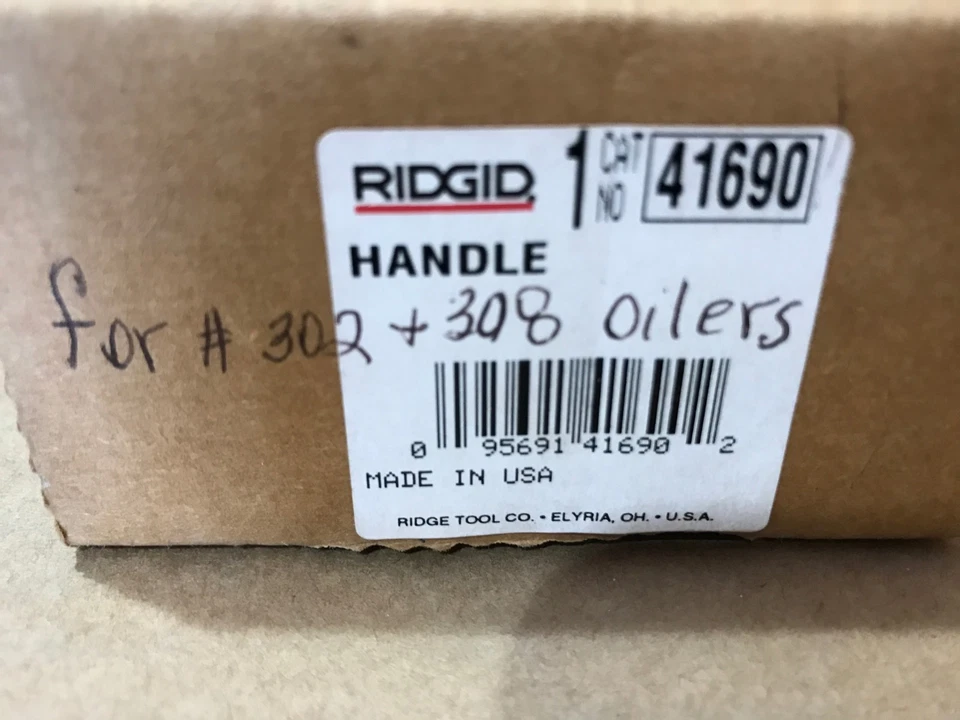 RIDGID 1 CAT NO 41690
HANDLE
for # 302 + 308 oilers
0 95691 41690 2
MADE IN USA
RIDGE TOOL CO. • ELYRIA, OH. • U.S.A.